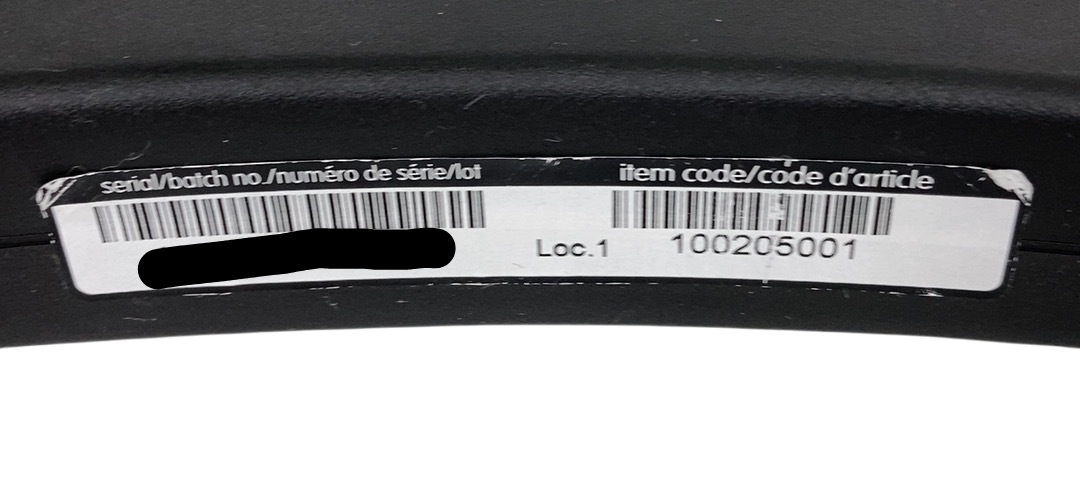 serial/batch no./numéro de série/lot
item code/code d'article
Loc.1
100205001